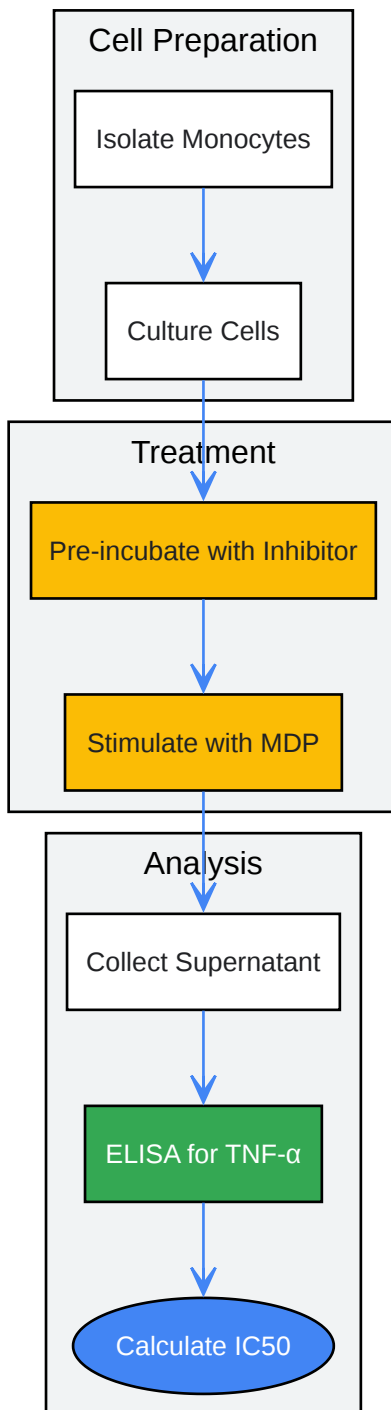 Cell Preparation
Isolate Monocytes
Culture Cells
Treatment
Pre-incubate with Inhibitor
Stimulate with MDP
Analysis
Collect Supernatant
ELISA for TNF-α
Calculate IC50